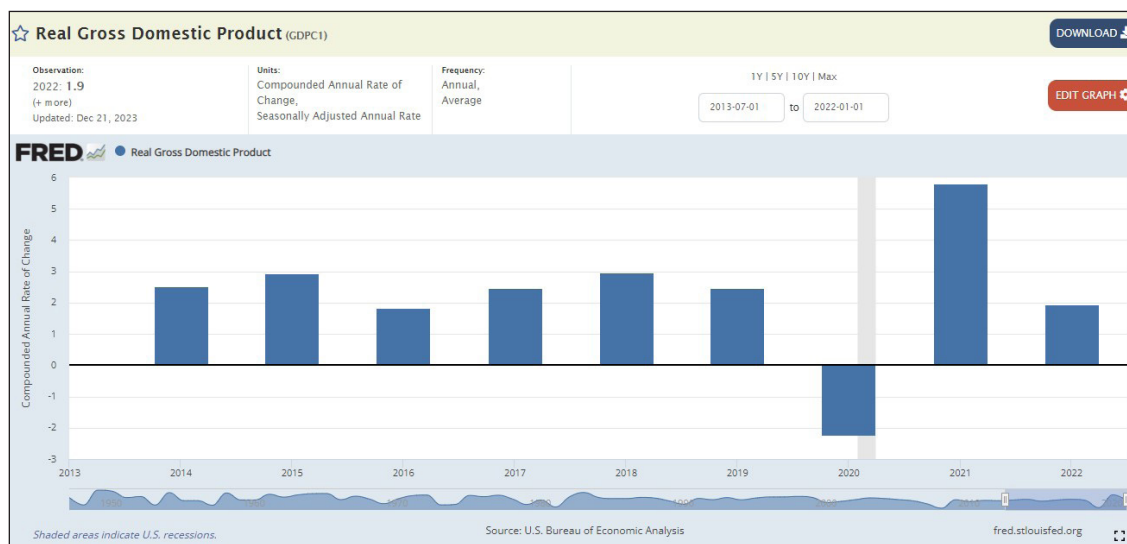 Real Gross Domestic Product (GDPC1)
DOWNLOAD
Observation:
2022: 1.9
(+ more)
Updated: Dec 21, 2023
Units:
Compounded Annual Rate of
Change,
Seasonally Adjusted Annual Rate
Frequency:
Annual,
Average
1Y | 5Y | 10Y | Max
2013-07-01 to 2022-01-01
EDIT GRAPH
FRED Real Gross Domestic Product
Compounded Annual Rate of Change
6
5
4
3
2
1
0
-1
-2
-3
2013 2014 2015 2016 2017 2018 2019 2020 2021 2022
Shaded areas indicate U.S. recessions.
Source: U.S. Bureau of Economic Analysis
fred.stlouisfed.org